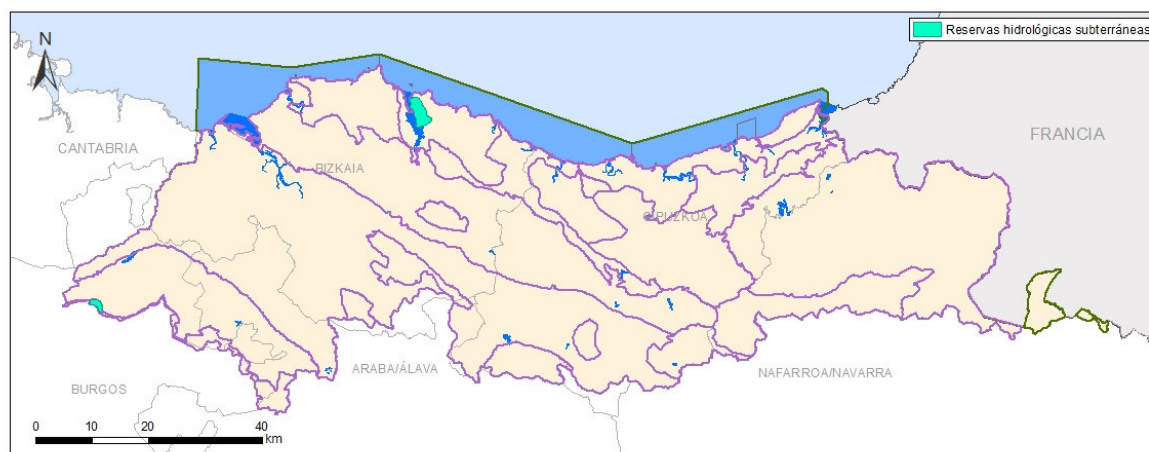 Reservas hidrológicas subterráneas
N
FRANCIA
CANTABRIA
BIZKAIA
GIPUZKOA
ARABA/ÁLAVA
NAFARROA/NAVARRA
BURGOS
0 10 20 40
km